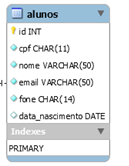 alunos
id INT
cpf CHAR(11)
nome VARCHAR(50)
email VARCHAR(50)
fone CHAR(14)
data_nascimento DATE
Indexes
PRIMARY